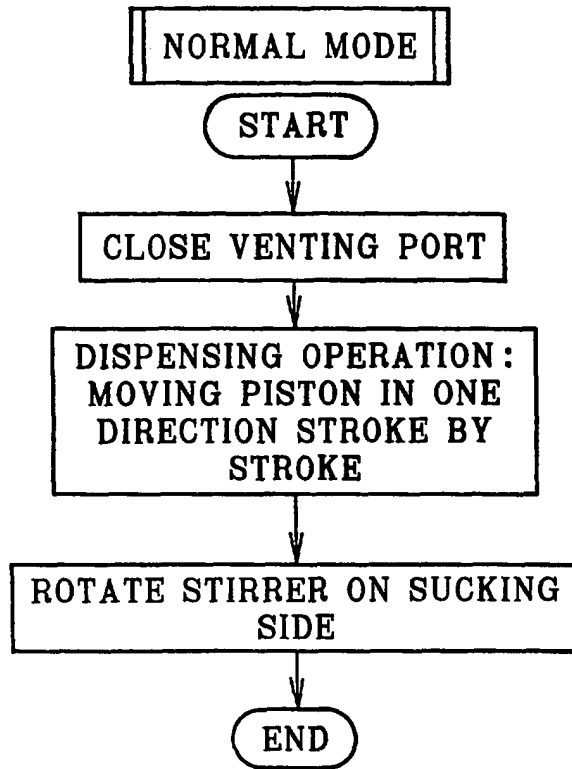 NORMAL MODE
START
CLOSE VENTING PORT
DISPENSING OPERATION:
MOVING PISTON IN ONE
DIRECTION STROKE BY
STROKE
ROTATE STIRRER ON SUCKING
SIDE
END